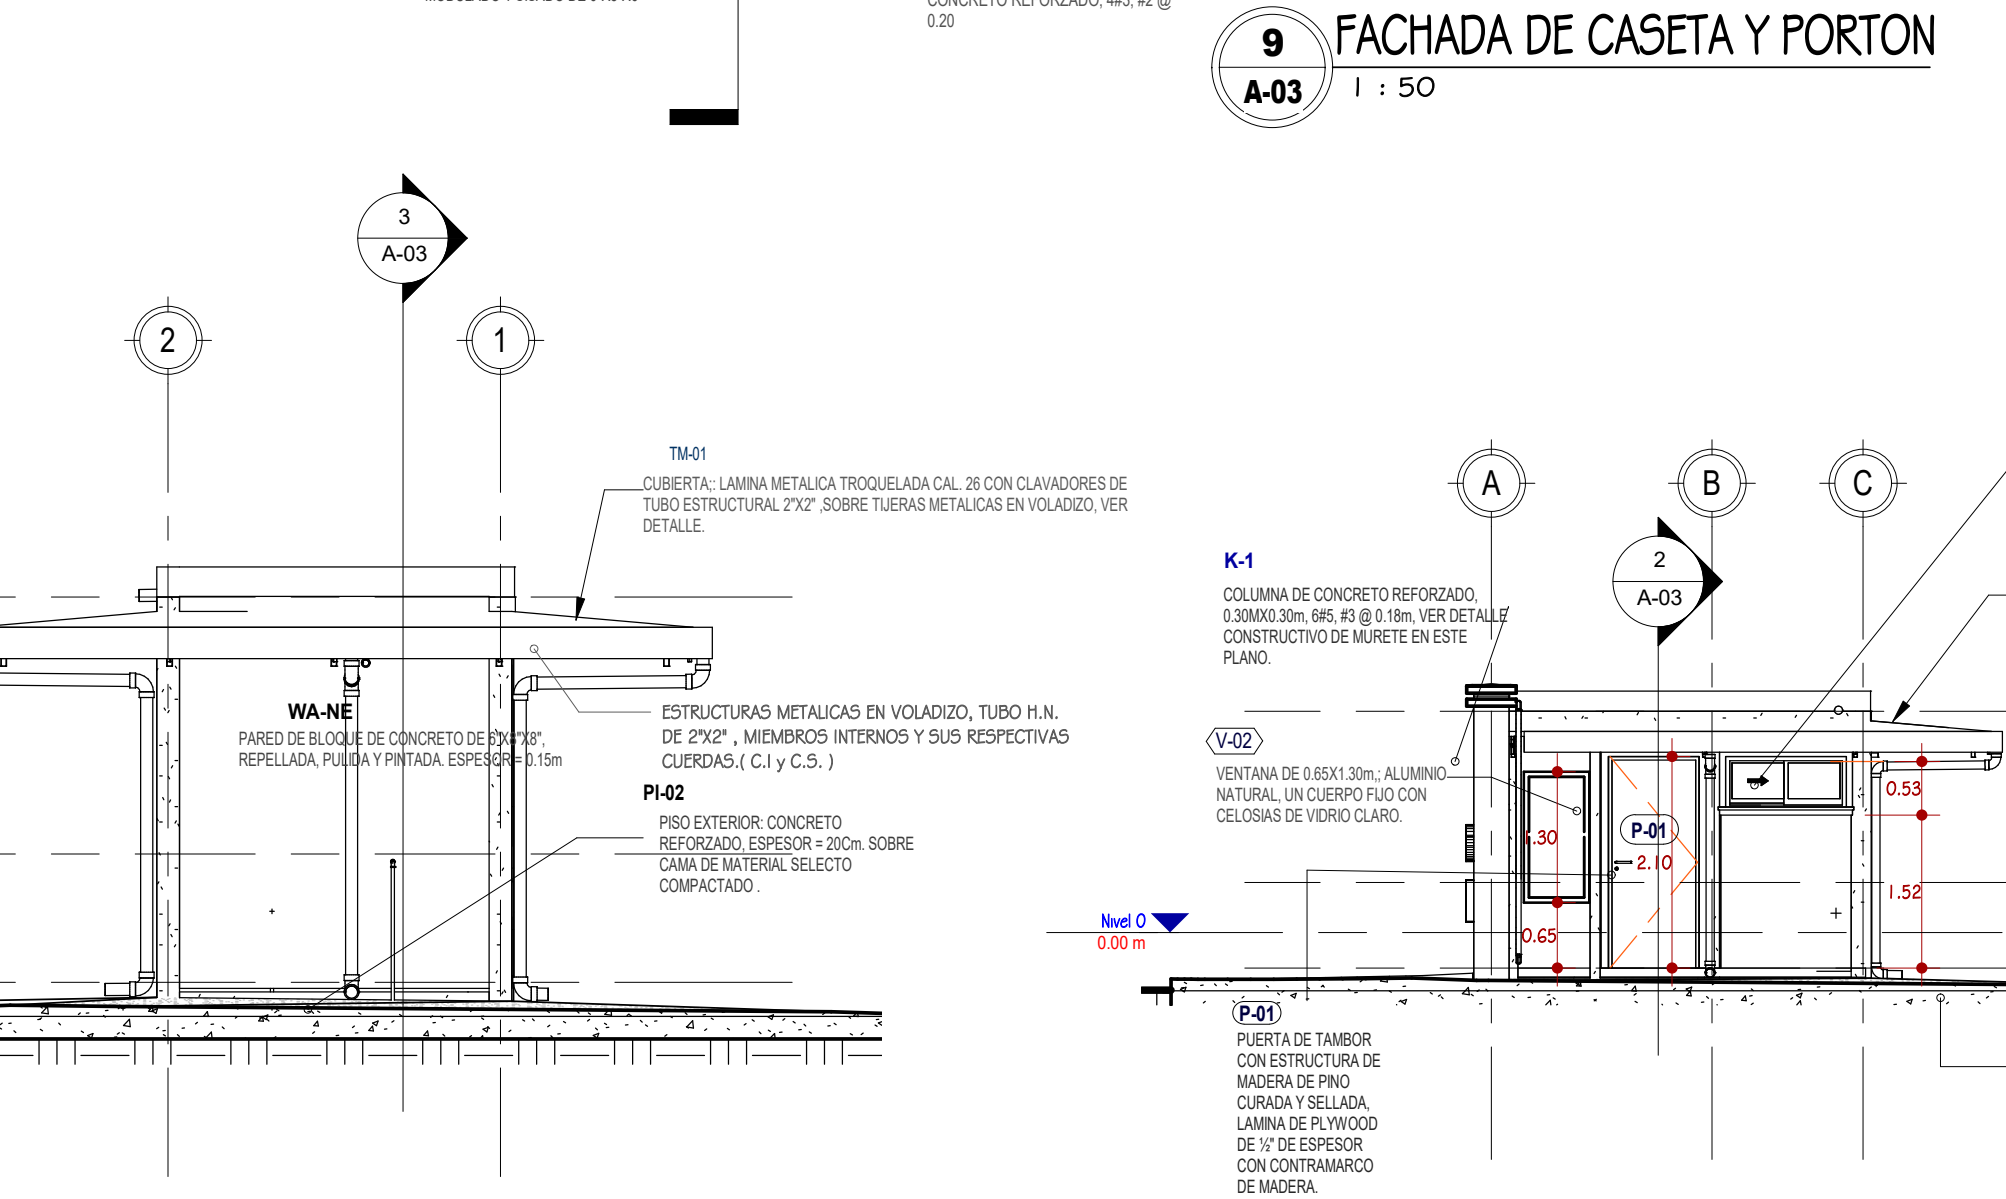 CONCRETO REFORZADO, 4#3, #2 @
0.20
9
A-03
FACHADA DE CASETA Y PORTON
1 : 50
3
A-03
2
1
TM-01
CUBIERTA;: LAMINA METALICA TROQUELADA CAL. 26 CON CLAVADORES DE
TUBO ESTRUCTURAL 2"X2" ,SOBRE TIJERAS METALICAS EN VOLADIZO, VER
DETALLE.
WA-NE
PARED DE BLOQUE DE CONCRETO DE 6"X8"X8",
REPELLADA, PULIDA Y PINTADA. ESPESOR = 0.15m
ESTRUCTURAS METALICAS EN VOLADIZO, TUBO H.N.
DE 2"X2" , MIEMBROS INTERNOS Y SUS RESPECTIVAS
CUERDAS.( C.I y C.S. )
PI-02
PISO EXTERIOR: CONCRETO
REFORZADO, ESPESOR = 20Cm. SOBRE
CAMA DE MATERIAL SELECTO
COMPACTADO .
A
B
C
2
A-03
K-1
COLUMNA DE CONCRETO REFORZADO,
0.30MX0.30m, 6#5, #3 @ 0.18m, VER DETALLE
CONSTRUCTIVO DE MURETE EN ESTE
PLANO.
V-02
VENTANA DE 0.65X1.30m,; ALUMINIO
NATURAL, UN CUERPO FIJO CON
CELOSIAS DE VIDRIO CLARO.
1.30
0.65
P-01
2.10
0.53
1.52
Nivel 0
0.00 m
P-01
PUERTA DE TAMBOR
CON ESTRUCTURA DE
MADERA DE PINO
CURADA Y SELLADA,
LAMINA DE PLYWOOD
DE ½" DE ESPESOR
CON CONTRAMARCO
DE MADERA.